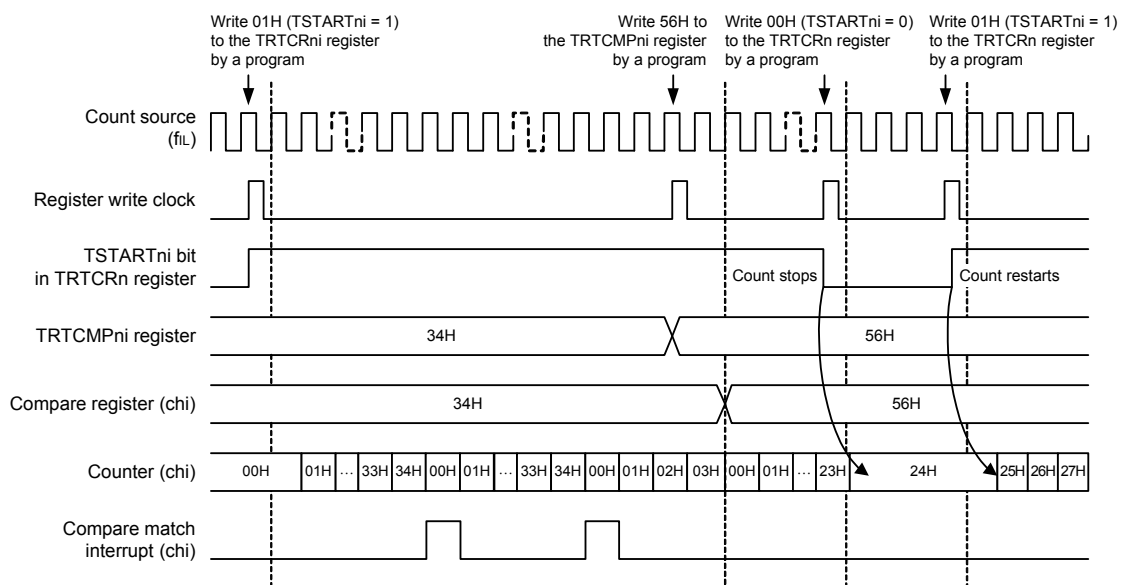 Write 01H (TSTARTni = 1)
to the TRTCRni register
by a program
Write 56H to
the TRTCMPni register
by a program
Write 00H (TSTARTni = 0)
to the TRTCRn register
by a program
Write 01H (TSTARTni = 1)
to the TRTCRn register
by a program
Count source
(fIL)
Register write clock
TSTARTni bit
in TRTCRn register
Count stops
Count restarts
TRTCMPni register
34H
56H
Compare register (chi)
34H
56H
Counter (chi)
00H 01H ... 33H 34H 00H 01H ... 33H 34H 00H 01H 02H 03H 00H 01H ... 23H 24H 25H 26H 27H
Compare match
interrupt (chi)